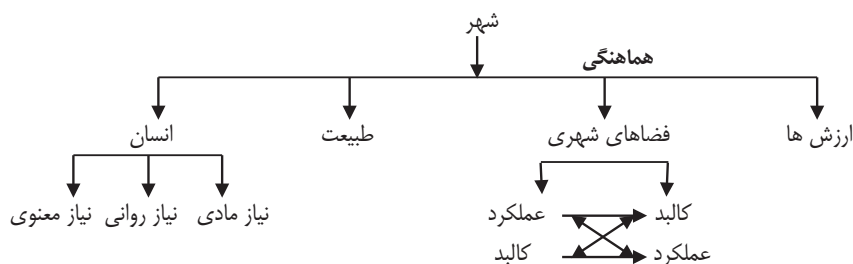 شهر
هماهنگی
ارزش ها
فضاهای شهری
طبیعت
انسان
کالبد
عملکرد
نیاز مادی
نیاز روانی
نیاز معنوی
عملکرد
کالبد